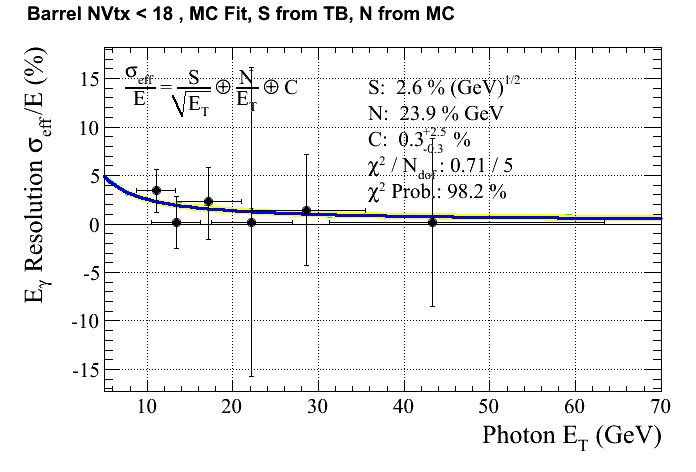 Barrel NVtx < 18 , MC Fit, S from TB, N from MC
Eγ Resolution σeff/E (%)
σeff/E = S/√ET ⊕ N/ET ⊕ C
S: 2.6 % (GeV)^1/2
N: 23.9 % GeV
C: 0.3 +2.5 -0.3 %
χ² / Ndof: 0.71 / 5
χ² Prob.: 98.2 %
15
10
5
0
-5
-10
-15
10 20 30 40 50 60 70
Photon ET (GeV)